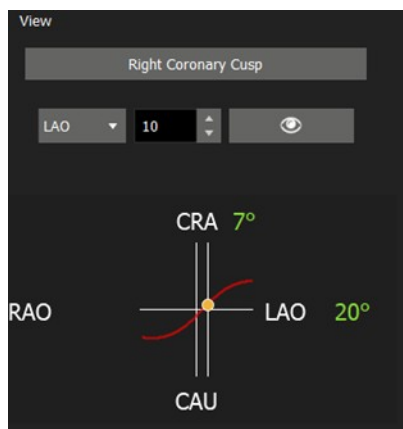 View
Right Coronary Cusp
LAO 10
CRA 7°
RAO LAO 20°
CAU